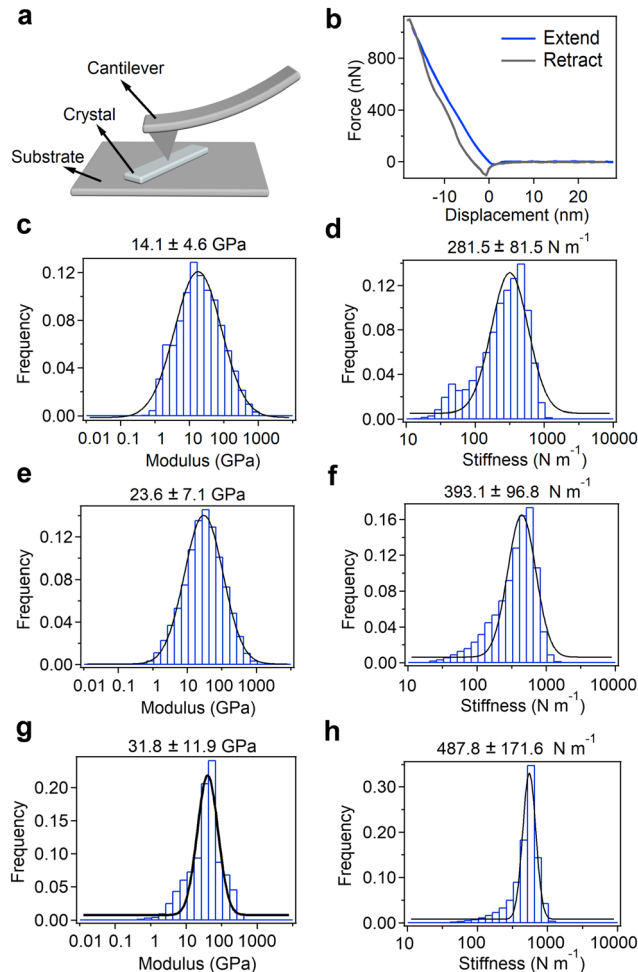 a
Cantilever
Crystal
Substrate
b
Extend
Retract
Force (nN)
800
400
0
-10 0 10 20
Displacement (nm)
c
14.1 ± 4.6 GPa
Frequency
0.12
0.08
0.04
0.00
0.01 0.1 1 10 100 1000
Modulus (GPa)
d
281.5 ± 81.5 N m⁻¹
Frequency
0.12
0.08
0.04
0.00
10 100 1000 10000
Stiffness (N m⁻¹)
e
23.6 ± 7.1 GPa
Frequency
0.12
0.08
0.04
0.00
0.01 0.1 1 10 100 1000
Modulus (GPa)
f
393.1 ± 96.8 N m⁻¹
Frequency
0.16
0.12
0.08
0.04
0.00
10 100 1000 10000
Stiffness (N m⁻¹)
g
31.8 ± 11.9 GPa
Frequency
0.20
0.15
0.10
0.05
0.00
0.01 0.1 1 10 100 1000
Modulus (GPa)
h
487.8 ± 171.6 N m⁻¹
Frequency
0.30
0.20
0.10
0.00
10 100 1000 10000
Stiffness (N m⁻¹)